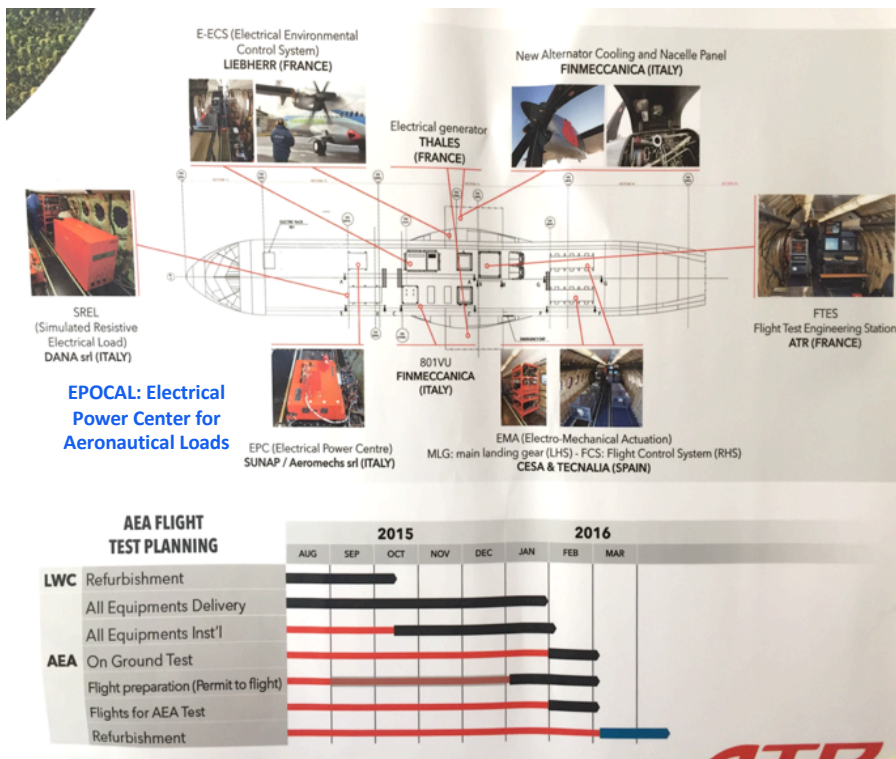 E-ECS (Electrical Environmental
Control System)
LIEBHERR (FRANCE)
New Alternator Cooling and Nacelle Panel
FINMECCANICA (ITALY)
Electrical generator
THALES
(FRANCE)
SREL
(Simulated Resistive
Electrical Load)
DANA srl (ITALY)
FTES
Flight Test Engineering Station
ATR (FRANCE)
801VU
FINMECCANICA
(ITALY)
EPOCAL: Electrical
Power Center for
Aeronautical Loads
EPC (Electrical Power Centre)
SUNAP / Aeromechs srl (ITALY)
EMA (Electro-Mechanical Actuation)
MLG: main landing gear (LHS) - FCS: Flight Control System (RHS)
CESA & TECNALIA (SPAIN)
AEA FLIGHT
TEST PLANNING
2015 2016
AUG SEP OCT NOV DEC JAN FEB MAR
LWC Refurbishment
All Equipments Delivery
All Equipments Inst'l
AEA On Ground Test
Flight preparation (Permit to flight)
Flights for AEA Test
Refurbishment
ATR